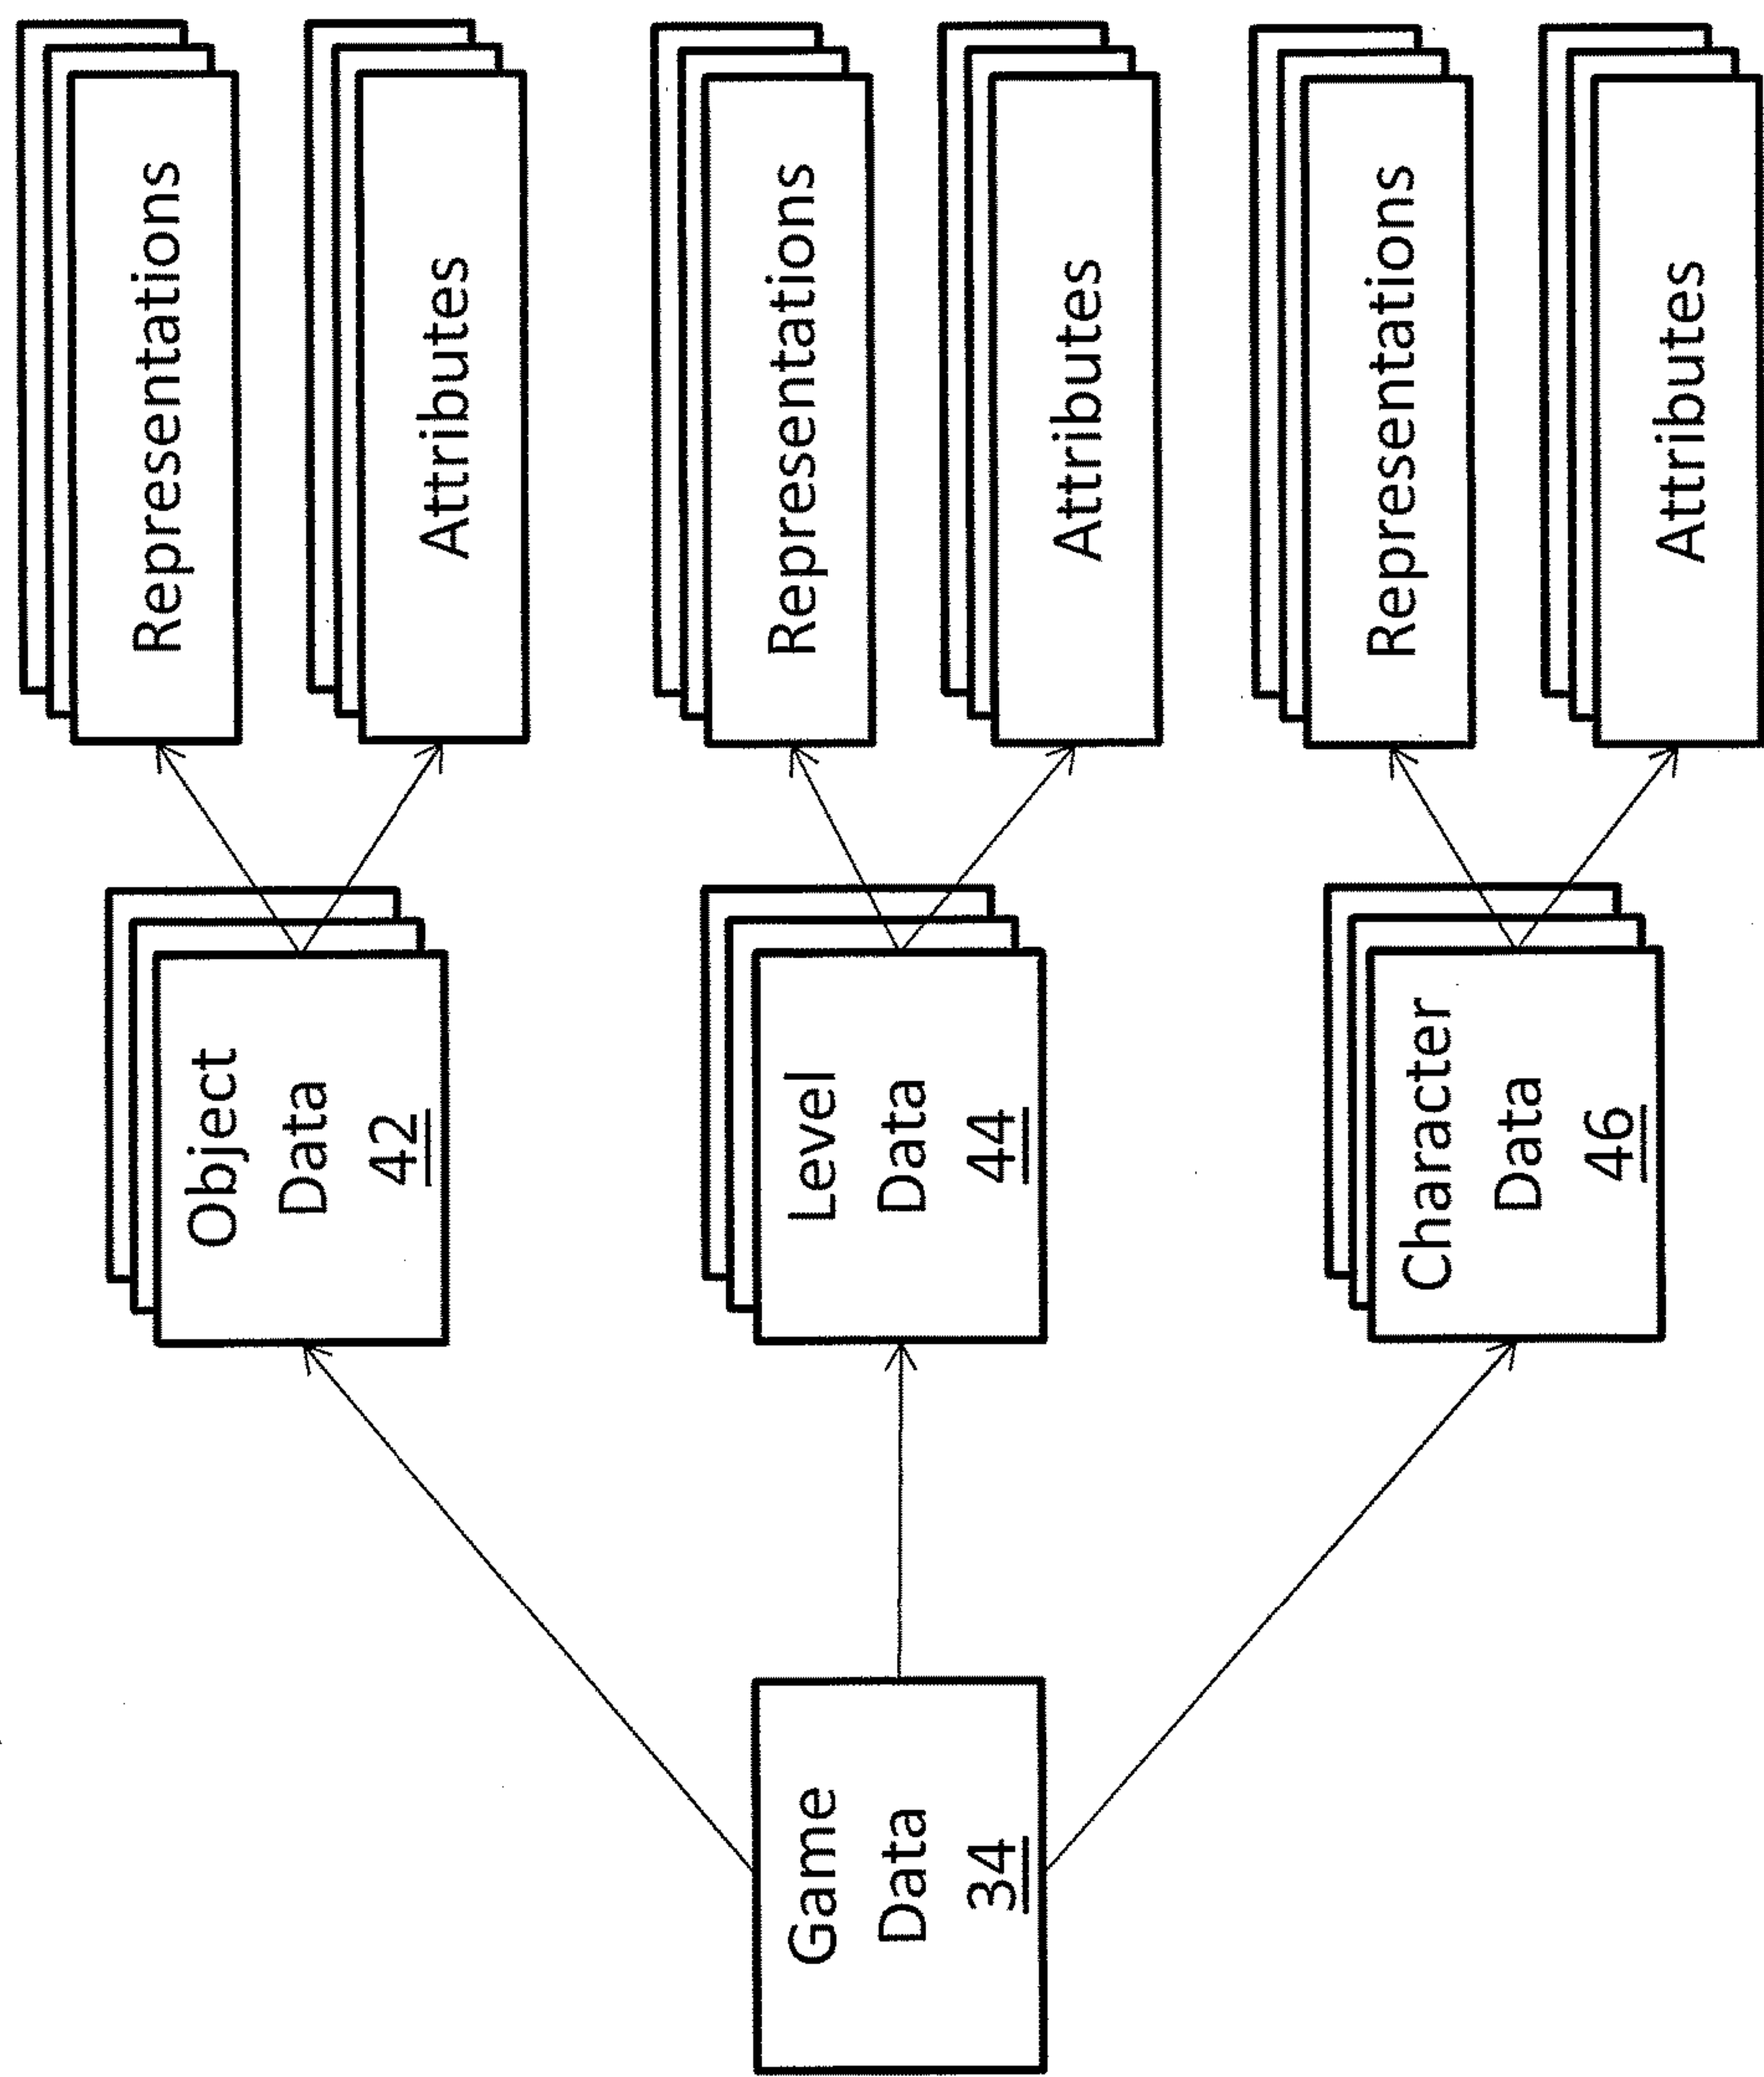 Representations
Object
Data
42
Attributes
Representations
Game
Data
34
Level
Data
44
Attributes
Representations
Character
Data
46
Attributes